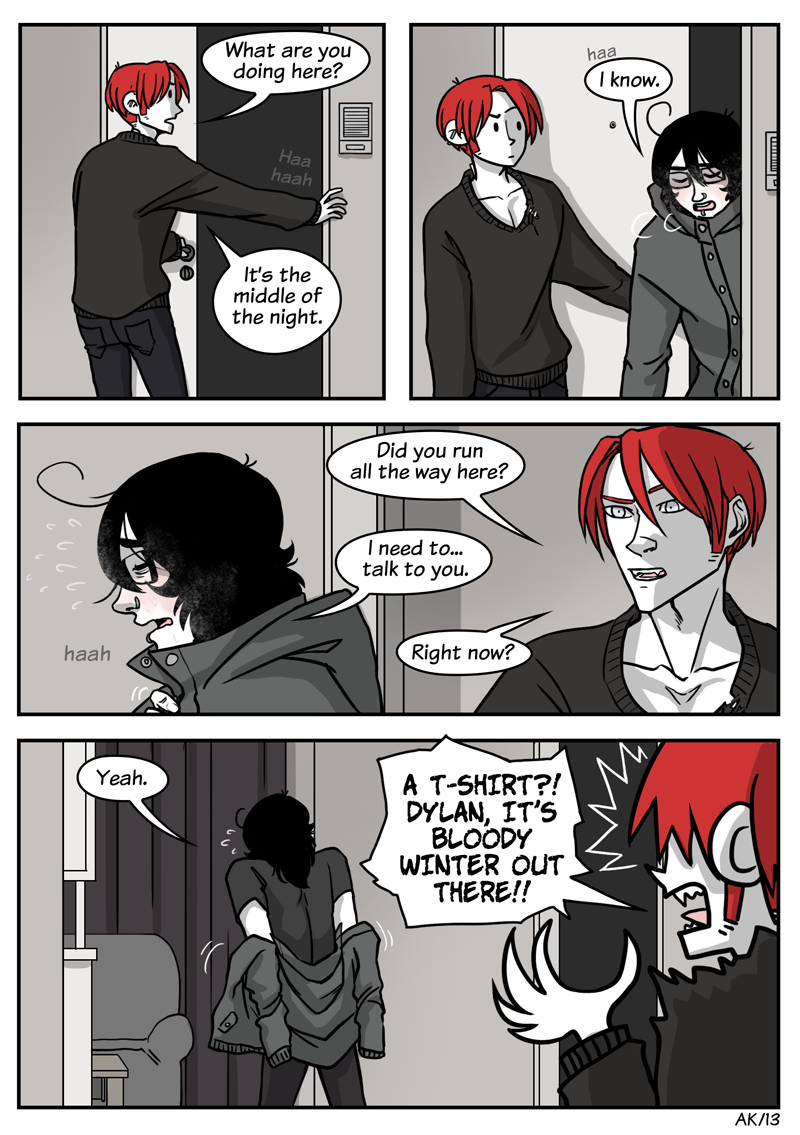 What are you
doing here?
Haa
haah
It's the
middle of
the night.
haa
I know.
Did you run
all the way here?
I need to...
talk to you.
haah
Right now?
Yeah.
A T-SHIRT?!
DYLAN, IT'S
BLOODY
WINTER OUT
THERE!!
AK/13